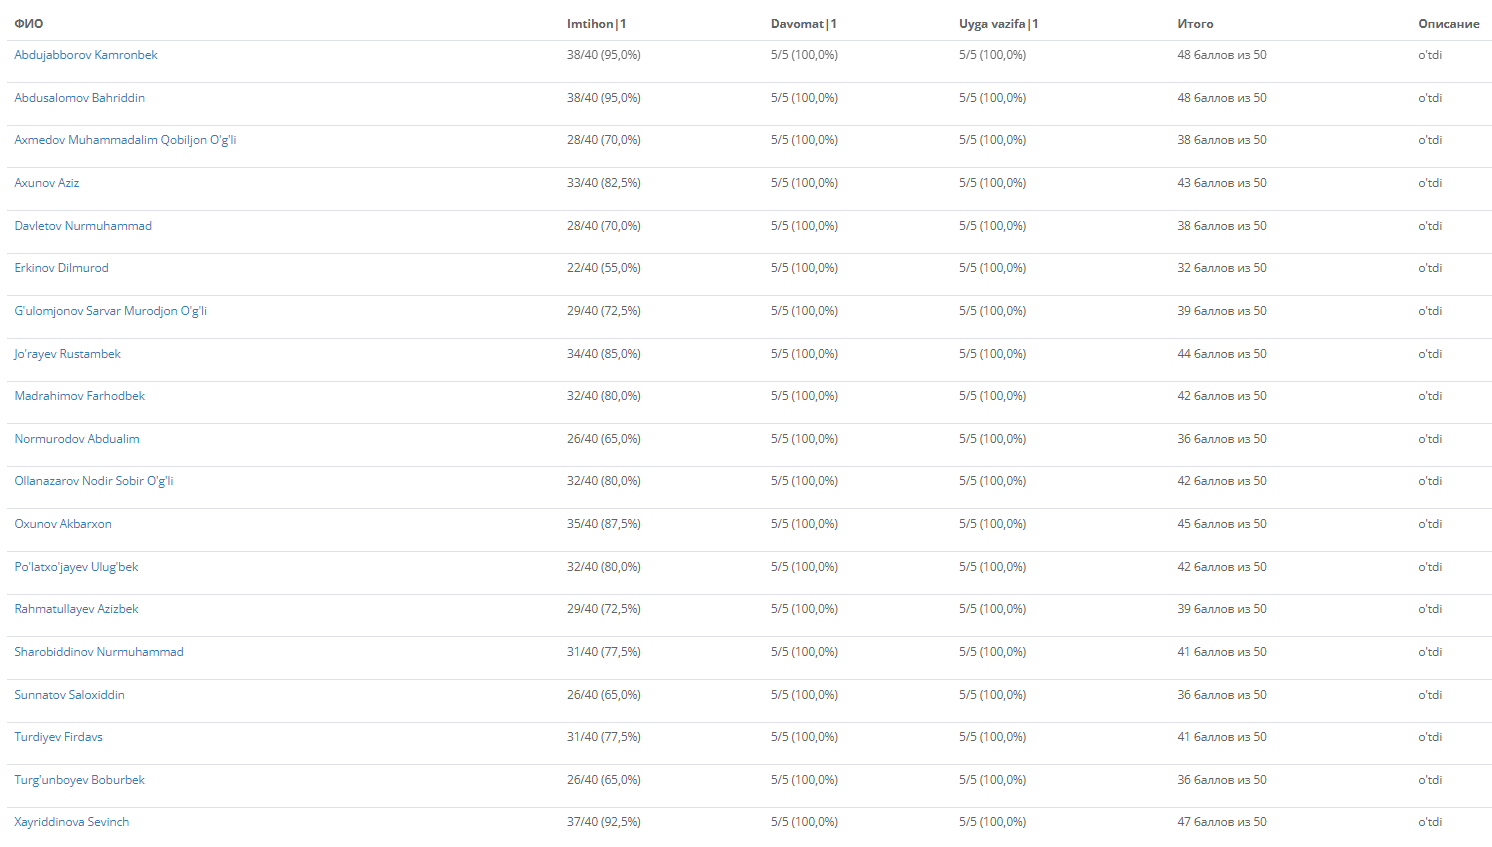 ФИО Imtihon|1 Davomat|1 Uyga vazifa|1 Итого Описание
Abdujabborov Kamronbek 38/40 (95,0%) 5/5 (100,0%) 5/5 (100,0%) 48 баллов из 50 o'tdi
Abdusalomov Bahriddin 38/40 (95,0%) 5/5 (100,0%) 5/5 (100,0%) 48 баллов из 50 o'tdi
Axmedov Muhammadalim Qobiljon O'g'li 28/40 (70,0%) 5/5 (100,0%) 5/5 (100,0%) 38 баллов из 50 o'tdi
Axunov Aziz 33/40 (82,5%) 5/5 (100,0%) 5/5 (100,0%) 43 баллов из 50 o'tdi
Davletov Nurmuhammad 28/40 (70,0%) 5/5 (100,0%) 5/5 (100,0%) 38 баллов из 50 o'tdi
Erkinov Dilmurod 22/40 (55,0%) 5/5 (100,0%) 5/5 (100,0%) 32 баллов из 50 o'tdi
G'ulomjonov Sarvar Murodjon O'g'li 29/40 (72,5%) 5/5 (100,0%) 5/5 (100,0%) 39 баллов из 50 o'tdi
Jo'rayev Rustambek 34/40 (85,0%) 5/5 (100,0%) 5/5 (100,0%) 44 баллов из 50 o'tdi
Madrahimov Farhodbek 32/40 (80,0%) 5/5 (100,0%) 5/5 (100,0%) 42 баллов из 50 o'tdi
Normurodov Abdualim 26/40 (65,0%) 5/5 (100,0%) 5/5 (100,0%) 36 баллов из 50 o'tdi
Ollanazarov Nodir Sobir O'g'li 32/40 (80,0%) 5/5 (100,0%) 5/5 (100,0%) 42 баллов из 50 o'tdi
Oxunov Akbarxon 35/40 (87,5%) 5/5 (100,0%) 5/5 (100,0%) 45 баллов из 50 o'tdi
Po'latxo'jayev Ulug'bek 32/40 (80,0%) 5/5 (100,0%) 5/5 (100,0%) 42 баллов из 50 o'tdi
Rahmatullayev Azizbek 29/40 (72,5%) 5/5 (100,0%) 5/5 (100,0%) 39 баллов из 50 o'tdi
Sharobiddinov Nurmuhammad 31/40 (77,5%) 5/5 (100,0%) 5/5 (100,0%) 41 баллов из 50 o'tdi
Sunnatov Saloxiddin 26/40 (65,0%) 5/5 (100,0%) 5/5 (100,0%) 36 баллов из 50 o'tdi
Turdiyev Firdavs 31/40 (77,5%) 5/5 (100,0%) 5/5 (100,0%) 41 баллов из 50 o'tdi
Turg'unboyev Boburbek 26/40 (65,0%) 5/5 (100,0%) 5/5 (100,0%) 36 баллов из 50 o'tdi
Xayriddinova Sevinch 37/40 (92,5%) 5/5 (100,0%) 5/5 (100,0%) 47 баллов из 50 o'tdi